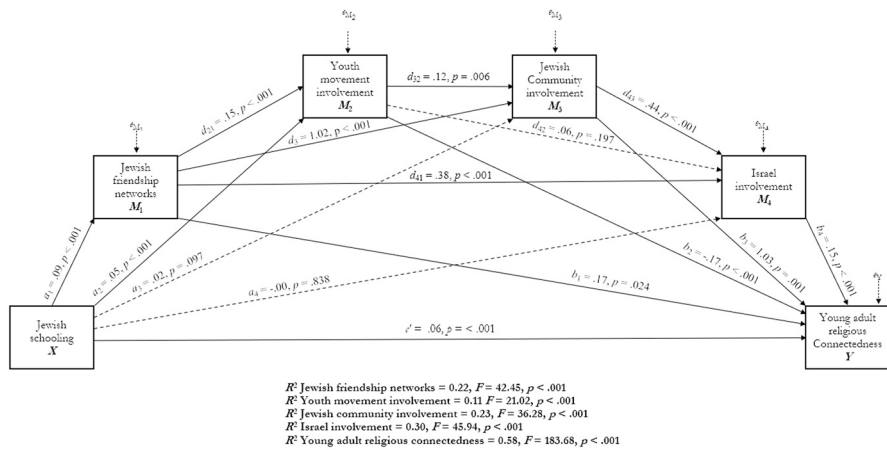 e_M₂
e_M₃
Youth
movement
involvement
M₂
d₃₂ = .12, p = .006
Jewish
Community
involvement
M₃
d₂₁ = .15, p < .001
d₃ = 1.02, p < .001
d₄₂ = .06, p = .197
d₄₃ = .44, p < .001
e_M₁
e_M₄
Jewish
friendship
networks
M₁
d₄₁ = .38, p < .001
Israel
involvement
M₄
a₁ = .09, p < .001
a₂ = .05, p < .001
a₃ = .02, p = .097
a₄ = -.00, p = .838
b₁ = .17, p = .024
b₂ = -.17, p < .001
b₃ = 1.03, p = .001
b₄ = .15, p < .001
e_Y
Jewish
schooling
X
c' = .06, p = < .001
Young adult
religious
Connectedness
Y
R² Jewish friendship networks = 0.22, F = 42.45, p < .001
R² Youth movement involvement = 0.11 F = 21.02, p < .001
R² Jewish community involvement = 0.23, F = 36.28, p < .001
R² Israel involvement = 0.30, F = 45.94, p < .001
R² Young adult religious connectedness = 0.58, F = 183.68, p < .001